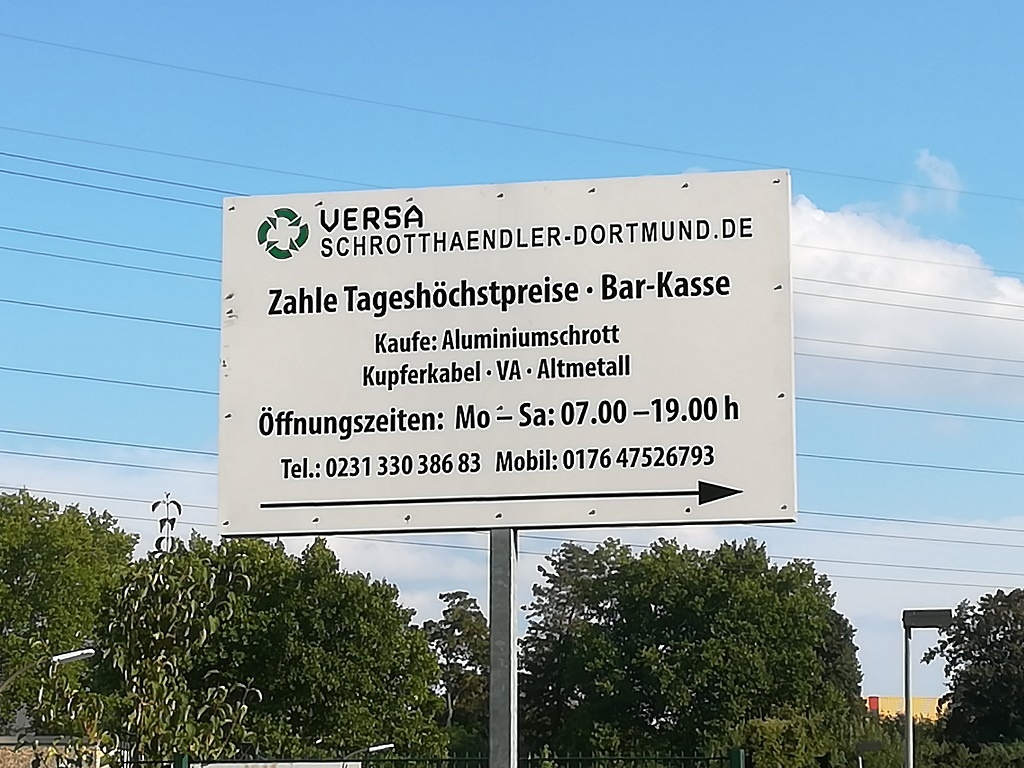 VERSA
SCHROTTHAENDLER-DORTMUND.DE
Zahle Tageshöchstpreise · Bar-Kasse
Kaufe: Aluminiumschrott
Kupferkabel · VA · Altmetall
Öffnungszeiten: Mo – Sa: 07.00 –19.00 h
Tel.: 0231 330 386 83 Mobil: 0176 47526793